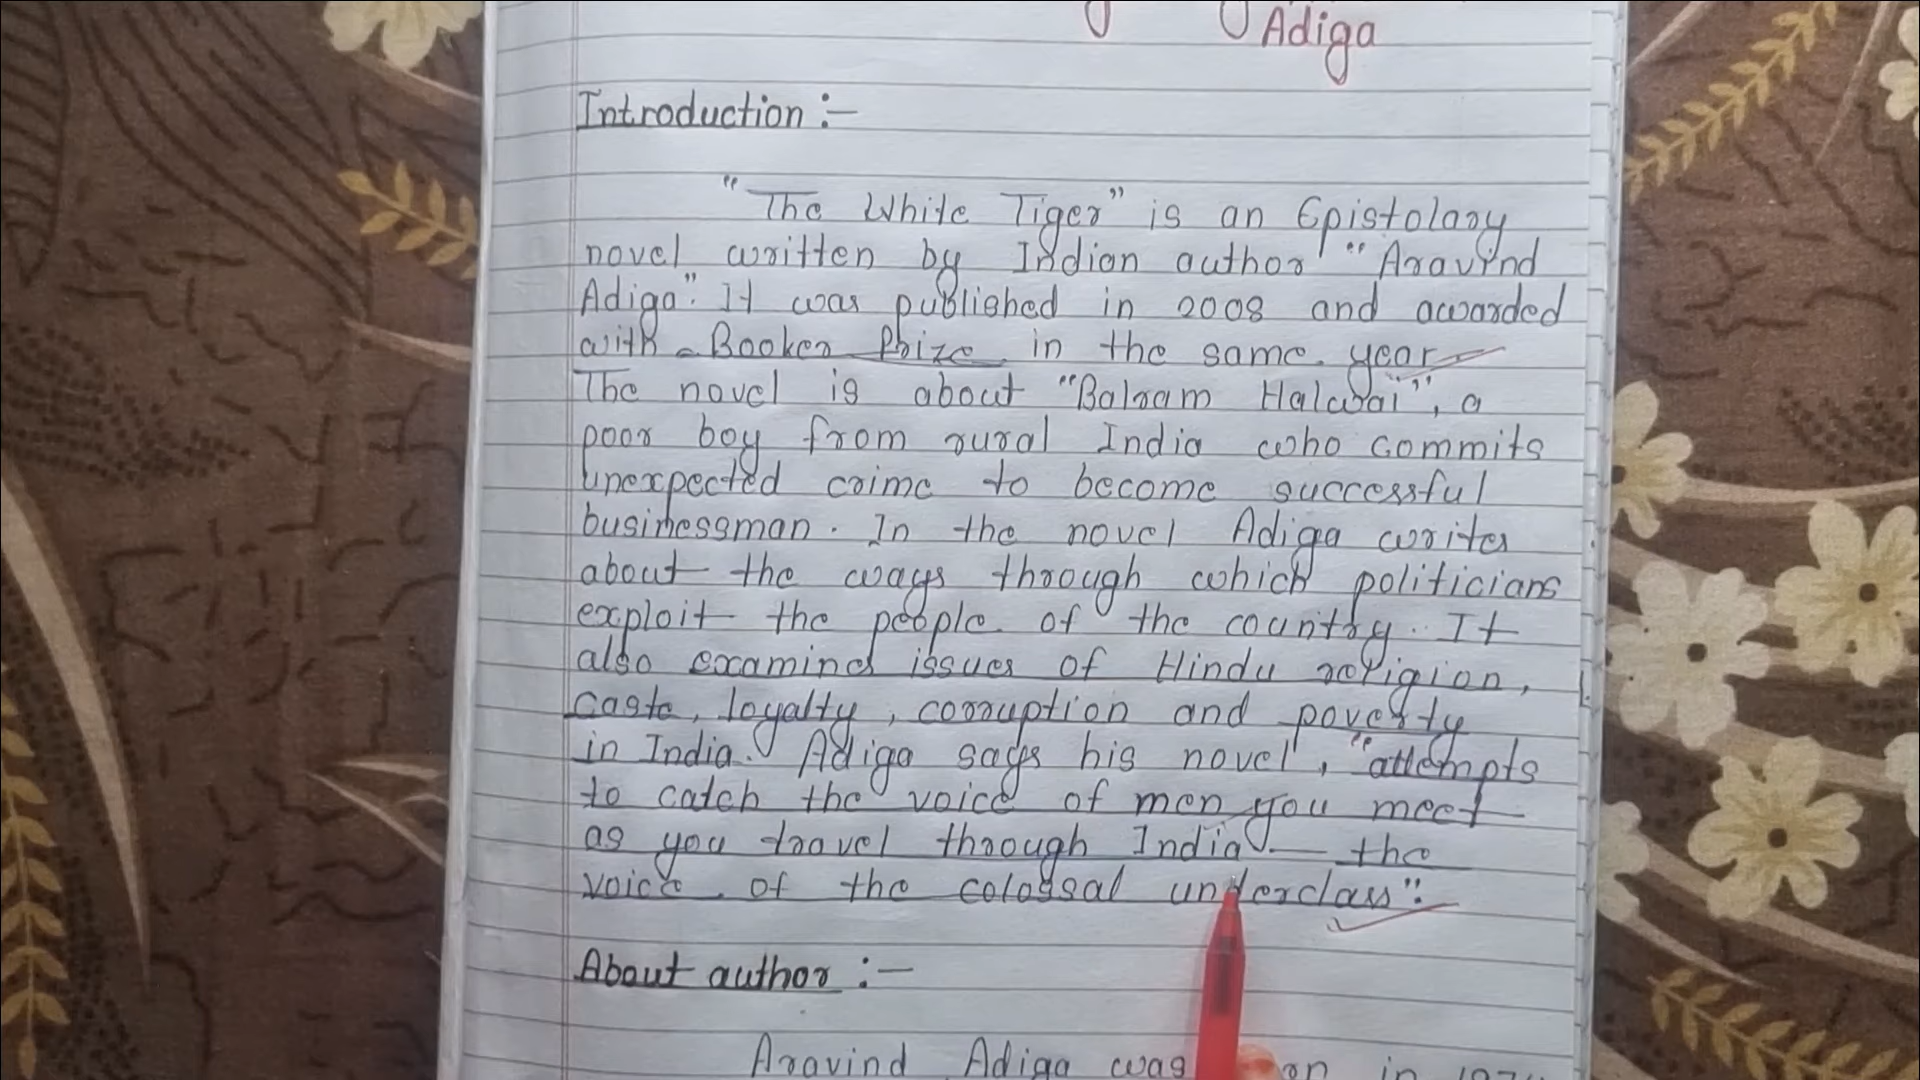 Adiga
Introduction :-
"The White Tiger" is an Epistolary
novel written by Indian author "Aravind
Adiga". It was published in 2008 and awarded
with Booker Prize in the same year
The novel is about "Balram Halwai", a
poor boy from rural India who commits
unexpected crime to become successful
businessman. In the novel Adiga writes
about the ways through which politicians
exploit the people of the country. It
also examines issues of Hindu religion,
caste, loyalty, corruption and poverty
in India. Adiga says his novel, "attempts
to catch the voice of men you meet
as you travel through India — the
voice of the colossal underclass".
About author :-
Aravind Adiga was in 1974